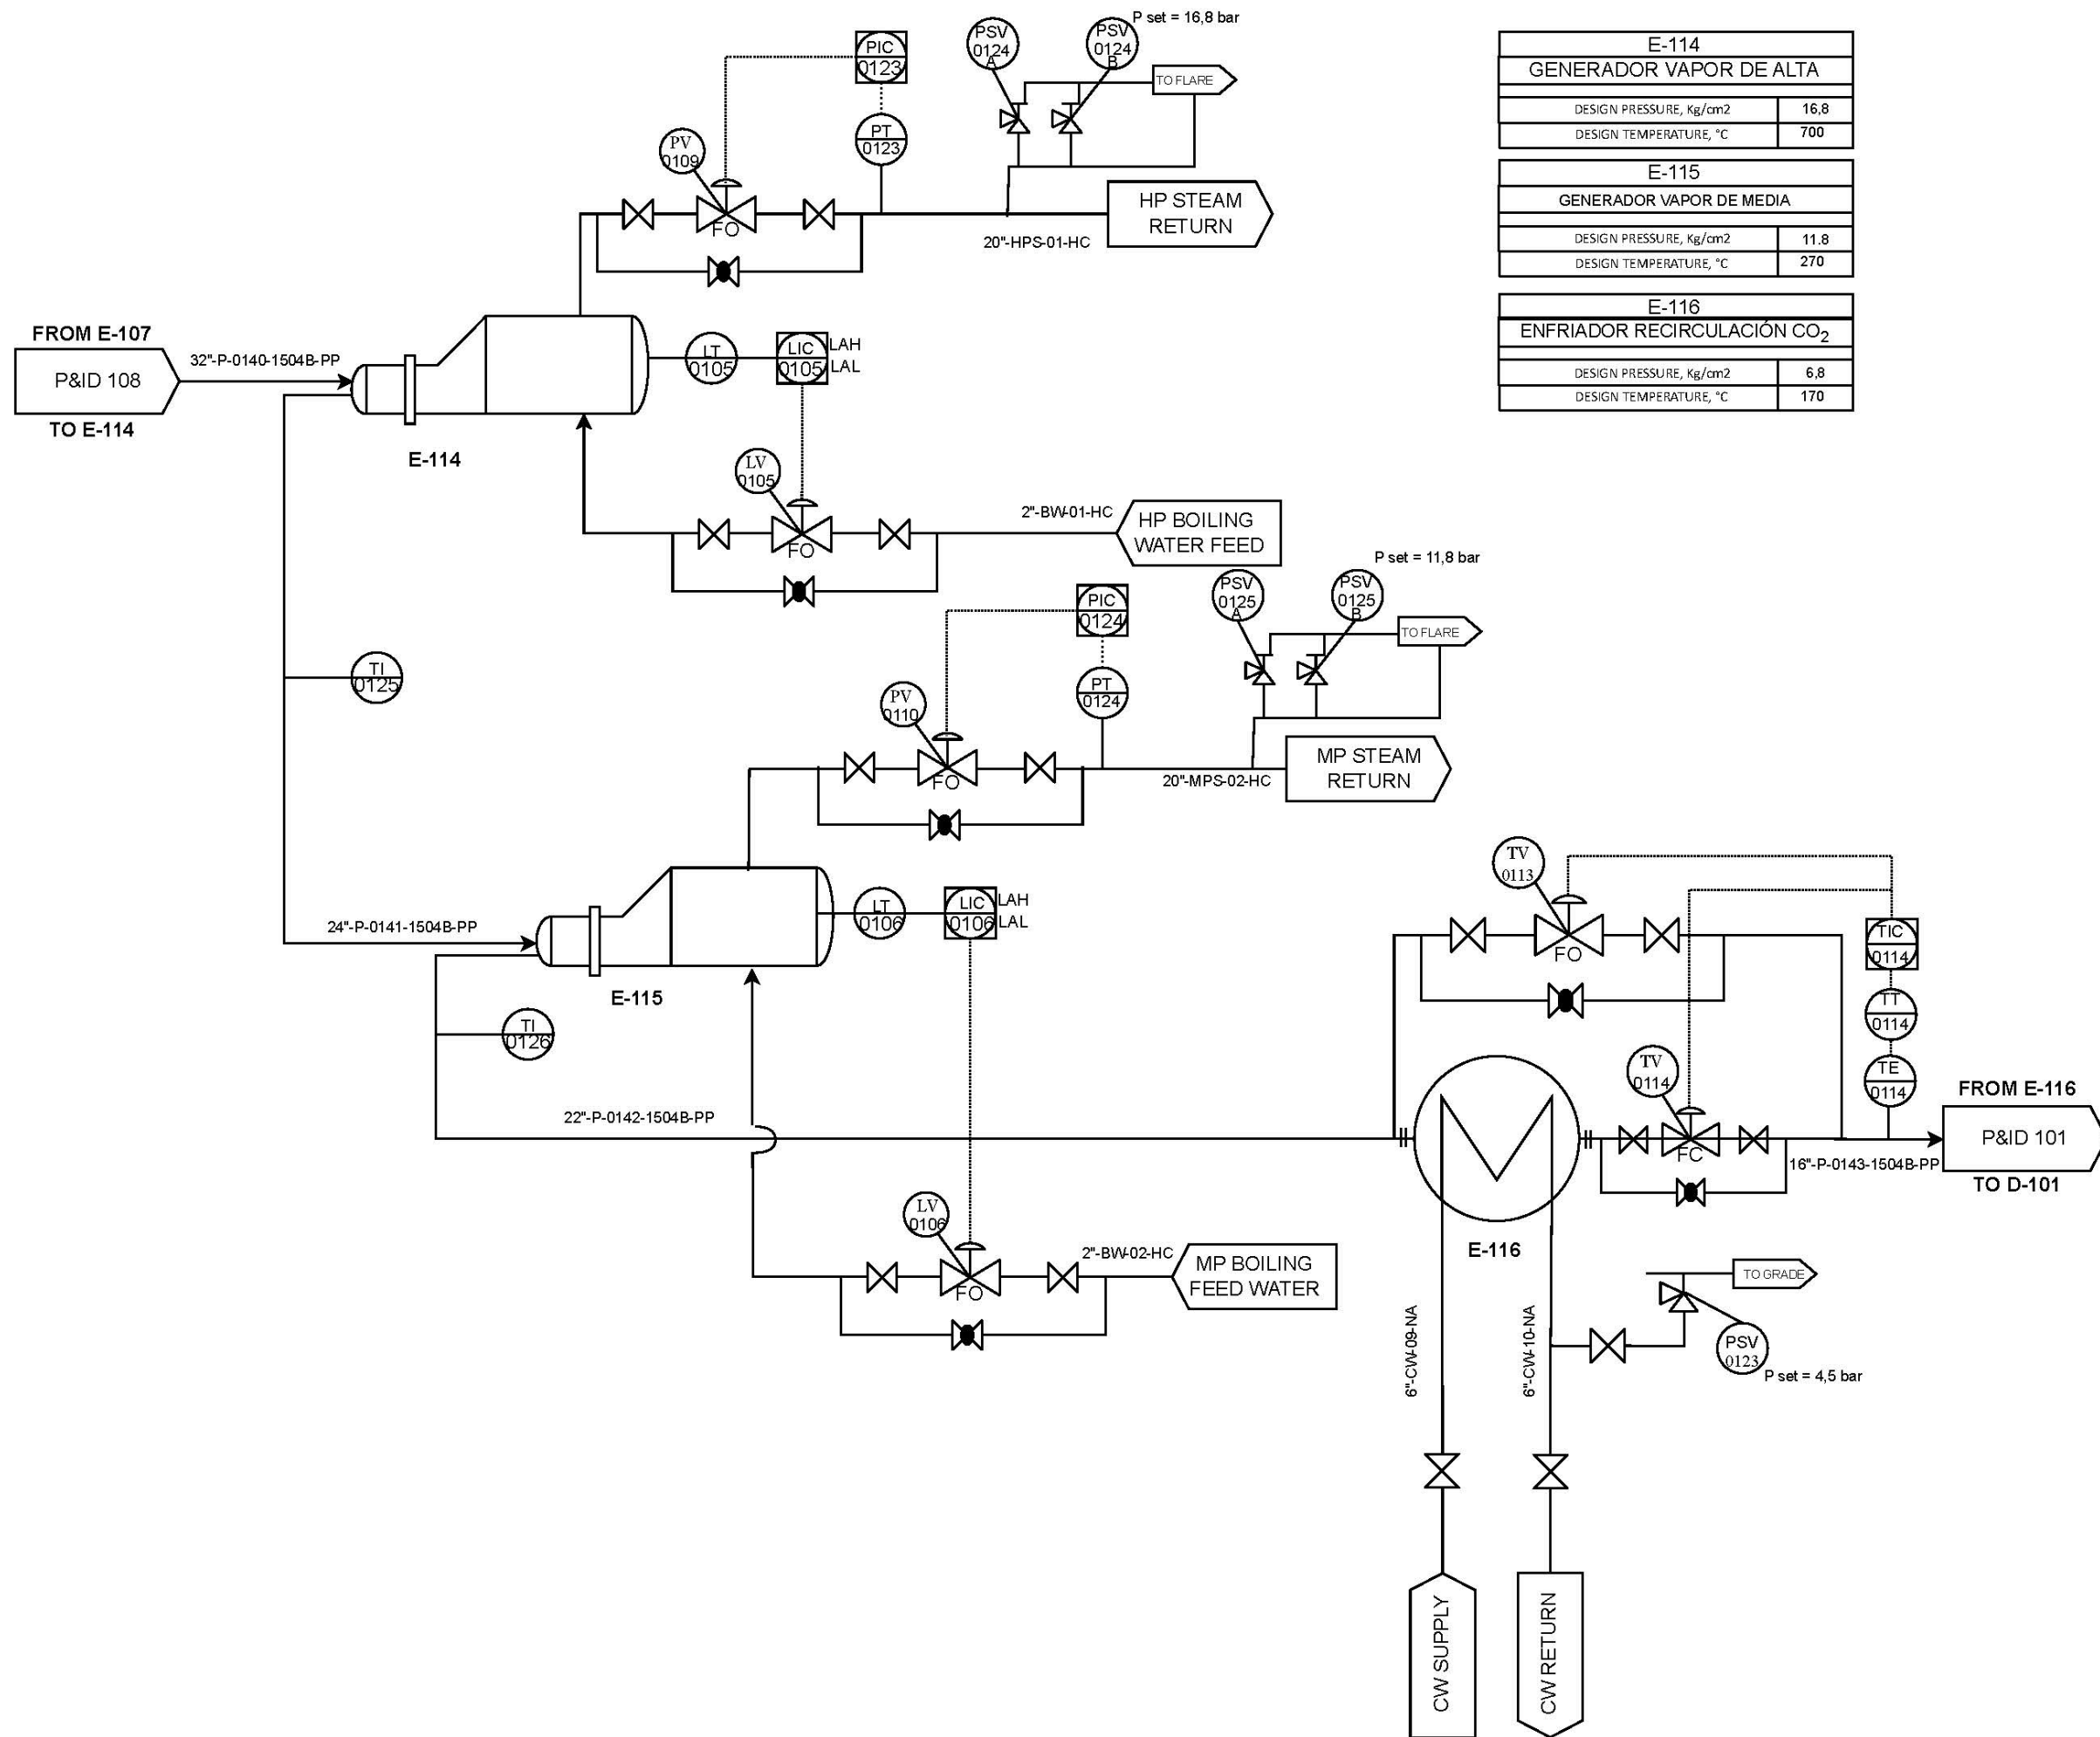 P set = 16,8 bar
PIC
0123
PSV
0124
A
PSV
0124
B
TO FLARE
PT
0123
PV
0109
FO
HP STEAM
RETURN
20"-HPS-01-HC
E-114
GENERADOR VAPOR DE ALTA
DESIGN PRESSURE, Kg/cm2
16,8
DESIGN TEMPERATURE, °C
700
E-115
GENERADOR VAPOR DE MEDIA
DESIGN PRESSURE, Kg/cm2
11.8
DESIGN TEMPERATURE, °C
270
E-116
ENFRIADOR RECIRCULACIÓN CO2
DESIGN PRESSURE, Kg/cm2
6,8
DESIGN TEMPERATURE, °C
170
FROM E-107
P&ID 108
TO E-114
32"-P-0140-1504B-PP
E-114
LT
0105
LIC
0105
LAH
LAL
LV
0105
FO
2"-BW-01-HC
HP BOILING
WATER FEED
P set = 11,8 bar
PIC
0124
PSV
0125
A
PSV
0125
B
TO FLARE
TI
0125
PT
0124
PV
0110
FO
MP STEAM
RETURN
20"-MPS-02-HC
24"-P-0141-1504B-PP
E-115
LT
0106
LIC
0106
LAH
LAL
TV
0113
FO
TIC
0114
TT
0114
TE
0114
TI
0126
TV
0114
FC
22"-P-0142-1504B-PP
FROM E-116
P&ID 101
TO D-101
16"-P-0143-1504B-PP
E-116
LV
0106
FO
2"-BW-02-HC
MP BOILING
FEED WATER
TO GRADE
PSV
0123
P set = 4,5 bar
6"-CW-09-NA
6"-CW-10-NA
CW SUPPLY
CW RETURN